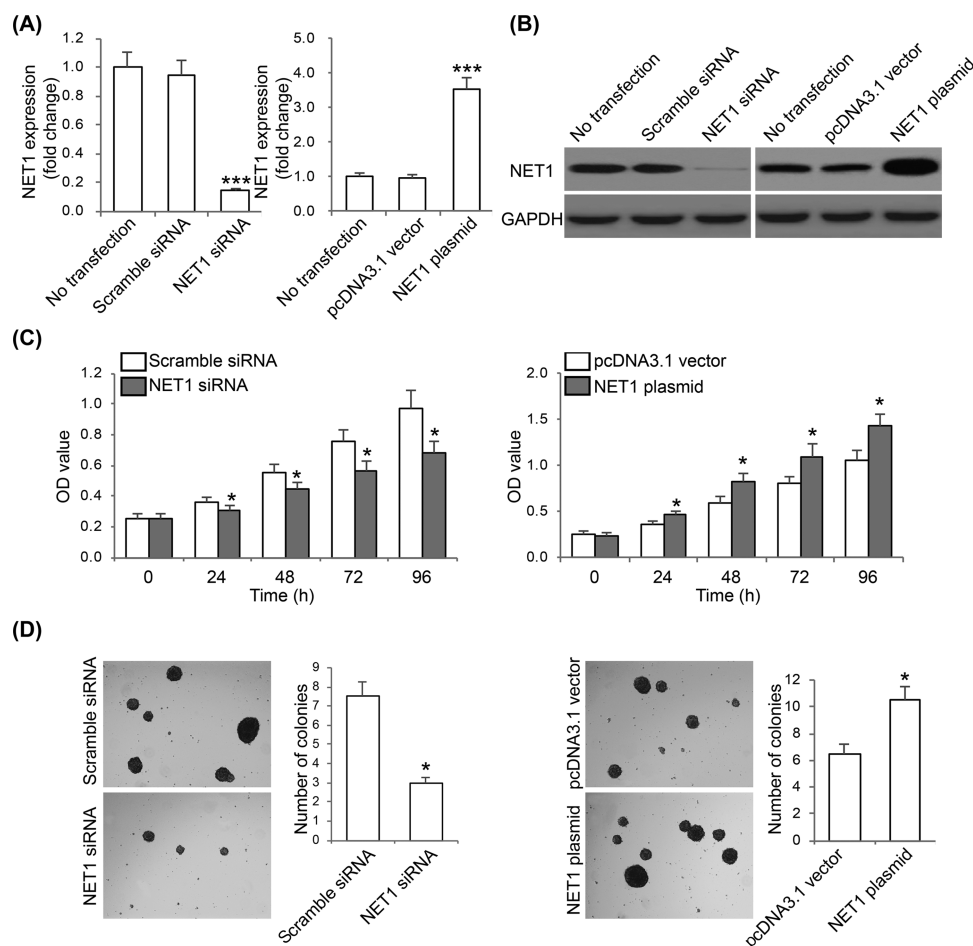 (A)
NET1 expression
(fold change)
1.2
1.0
0.8
0.6
0.4
0.2
0.0
***
No transfection
Scramble siRNA
NET1 siRNA
NET1 expression
(fold change)
5.0
4.0
3.0
2.0
1.0
0.0
***
No transfection
pcDNA3.1 vector
NET1 plasmid
(B)
No transfection
Scramble siRNA
NET1 siRNA
No transfection
pcDNA3.1 vector
NET1 plasmid
NET1
GAPDH
(C)
Scramble siRNA
NET1 siRNA
OD value
1.2
1.0
0.8
0.6
0.4
0.2
0.0
* * * *
0 24 48 72 96
Time (h)
pcDNA3.1 vector
NET1 plasmid
OD value
2.0
1.5
1.0
0.5
0.0
* * * *
0 24 48 72 96
Time (h)
(D)
Scramble siRNA
NET1 siRNA
Number of colonies
9
8
7
6
5
4
3
2
1
0
*
Scramble siRNA
NET1 siRNA
pcDNA3.1 vector
NET1 plasmid
Number of colonies
12
10
8
6
4
2
0
*
pcDNA3.1 vector
NET1 plasmid